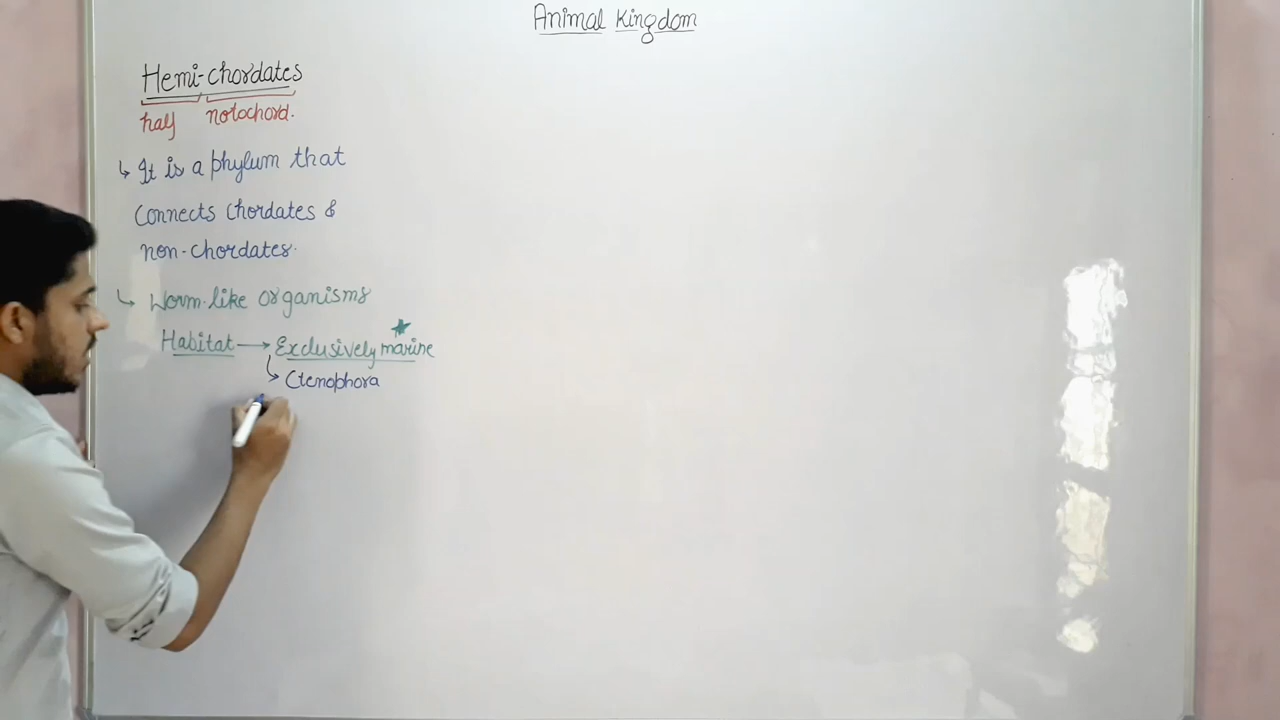 Animal Kingdom
Hemi-chordates
half notochord.
↳ It is a phylum that
Connects Chordates &
non-chordates.
↳ Worm-like organisms
Habitat → Exclusively marine ★
↳ Ctenophora